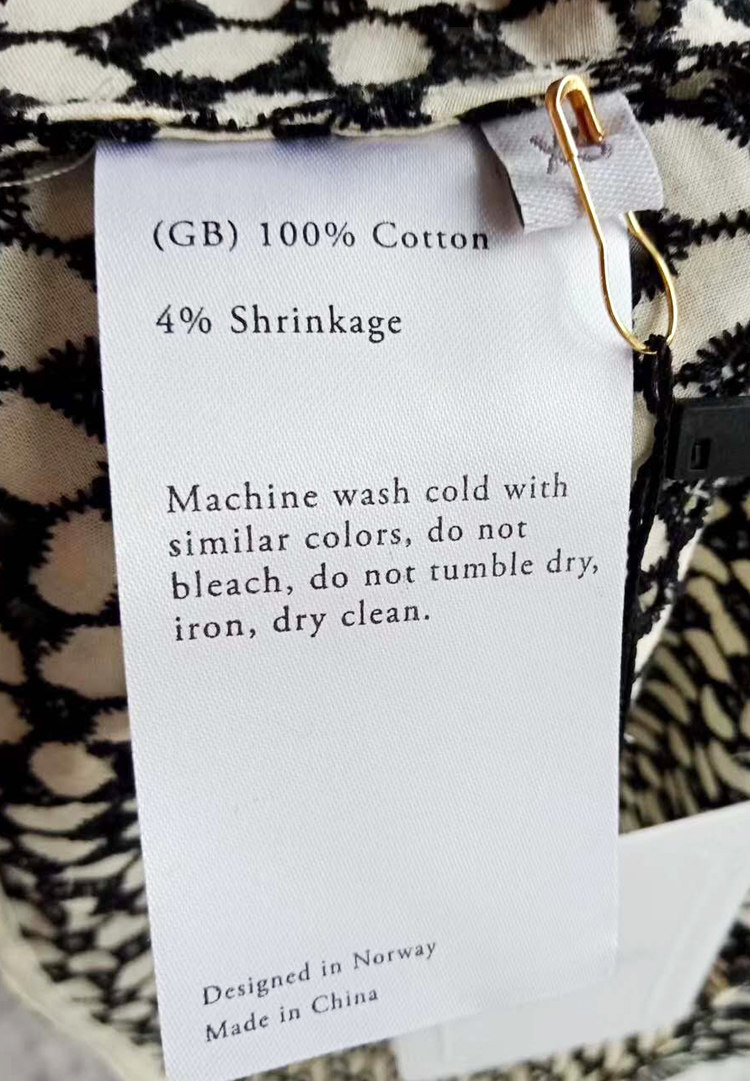 (GB) 100% Cotton
4% Shrinkage
Machine wash cold with
similar colors, do not
bleach, do not tumble dry,
iron, dry clean.
Designed in Norway
Made in China